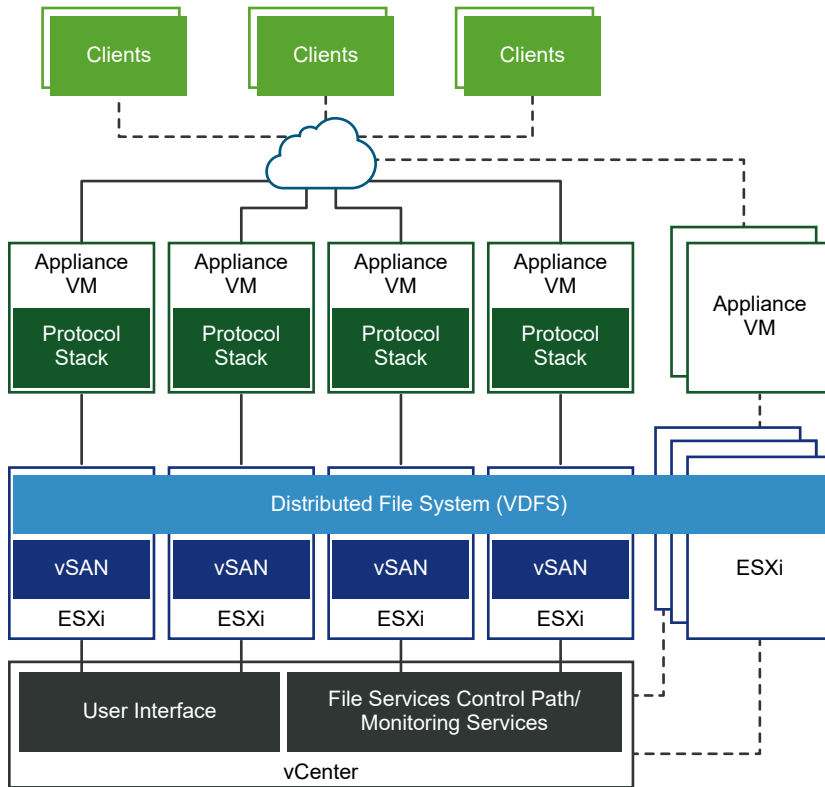 Clients
Clients
Clients
Appliance
VM
Appliance
VM
Appliance
VM
Appliance
VM
Appliance
VM
Protocol
Stack
Protocol
Stack
Protocol
Stack
Protocol
Stack
Distributed File System (VDFS)
vSAN
vSAN
vSAN
vSAN
ESXi
ESXi
ESXi
ESXi
ESXi
User Interface
File Services Control Path/
Monitoring Services
vCenter